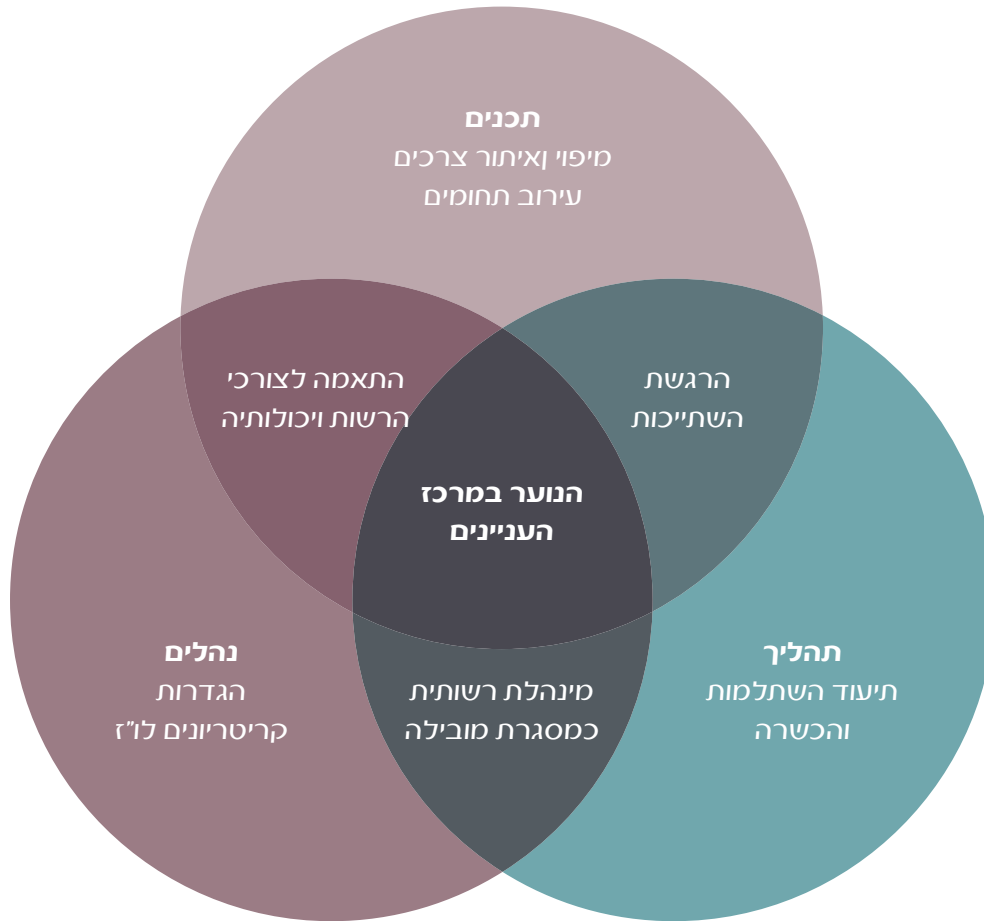 תכנים
מיפוי ןאיתור צרכים
עירוב תחומים
התאמה לצורכי
הרשות ויכולותיה
הרגשת
השתייכות
הנוער במרכז
העניינים
נהלים
הגדרות
קריטריונים לו"ז
מינהלת רשותית
כמסגרת מובילה
תהליך
תיעוד השתלמות
והכשרה